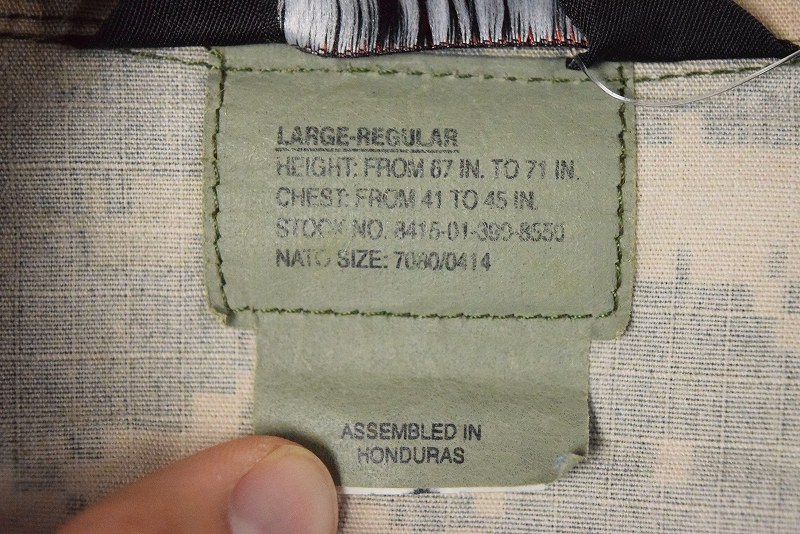 LARGE-REGULAR
HEIGHT: FROM 67 IN. TO 71 IN.
CHEST: FROM 41 TO 45 IN.
STOCK NO. 8415-01-390-8550
NATO SIZE: 7080/0414
ASSEMBLED IN
HONDURAS